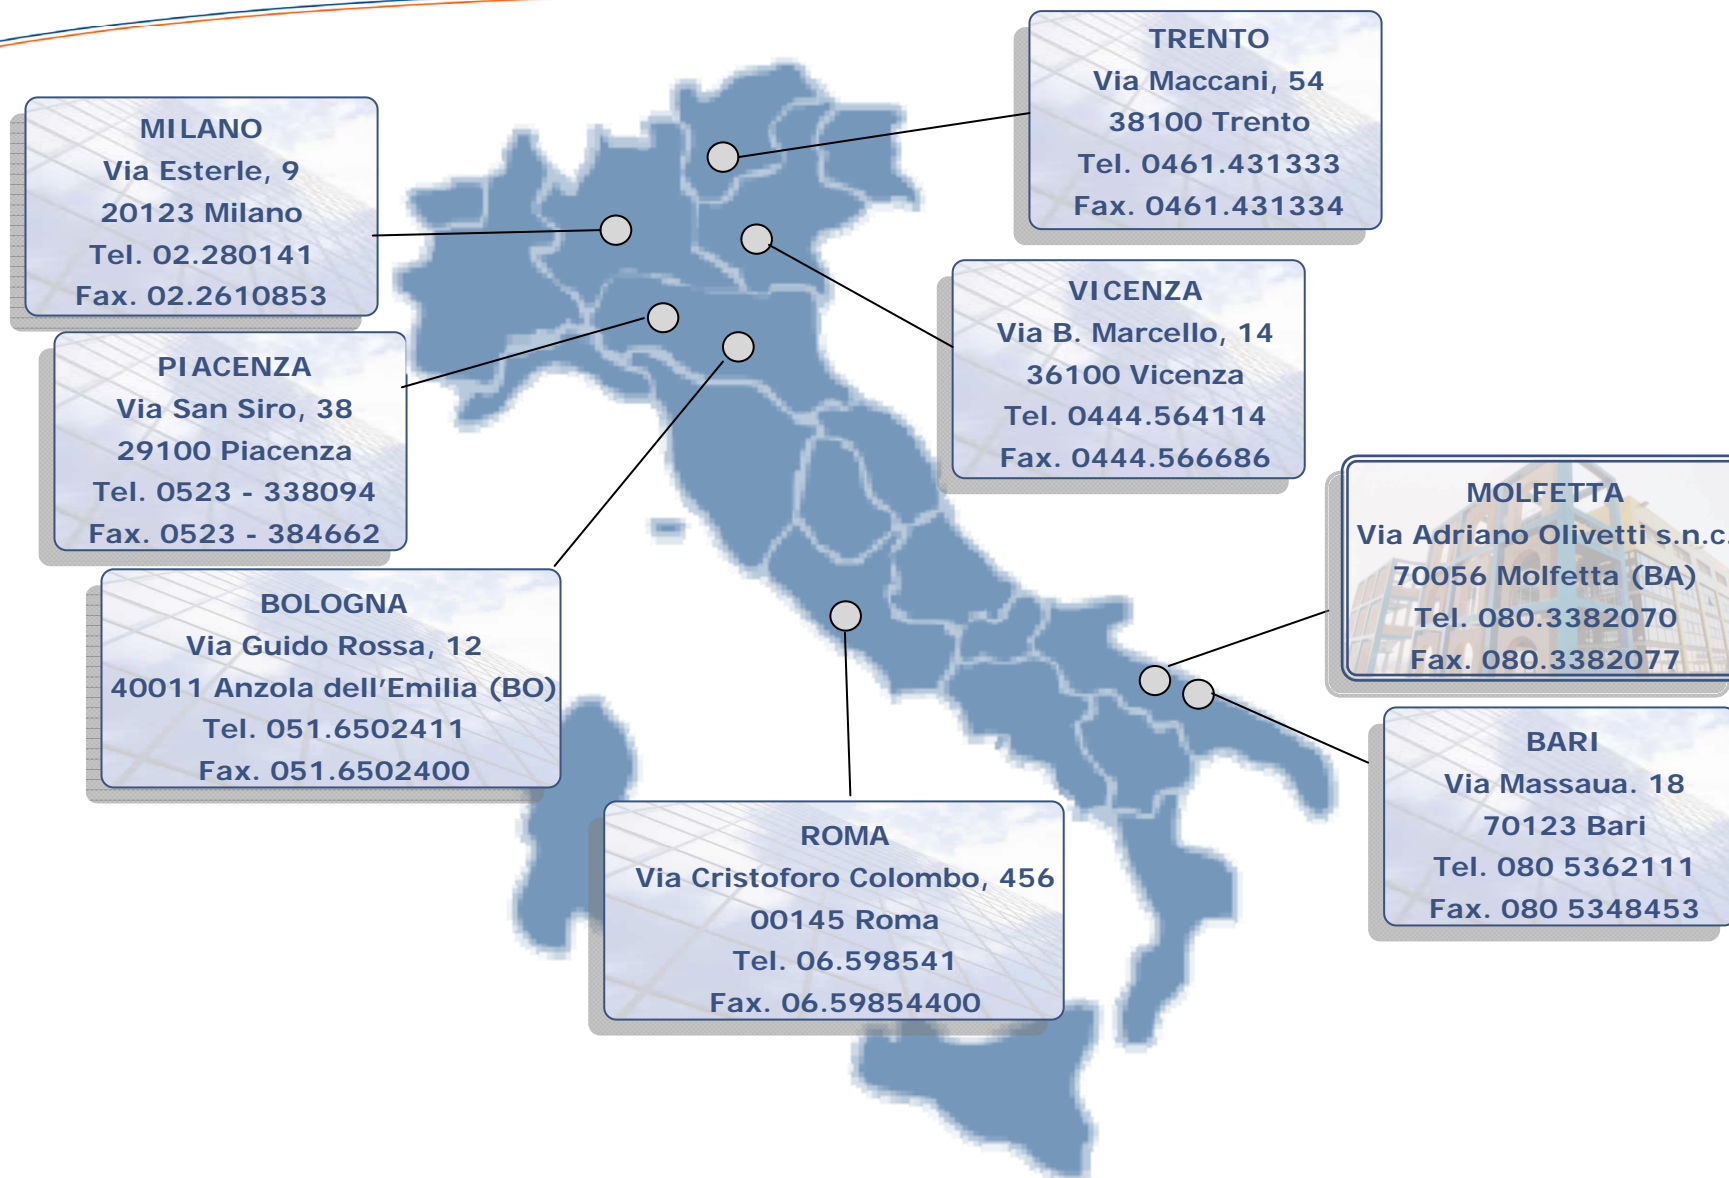 TRENTO
Via Maccani, 54
38100 Trento
Tel. 0461.431333
Fax. 0461.431334
MILANO
Via Esterle, 9
20123 Milano
Tel. 02.280141
Fax. 02.2610853
VICENZA
Via B. Marcello, 14
36100 Vicenza
Tel. 0444.564114
Fax. 0444.566686
PIACENZA
Via San Siro, 38
29100 Piacenza
Tel. 0523 - 338094
Fax. 0523 - 384662
MOLFETTA
Via Adriano Olivetti s.n.c.
70056 Molfetta (BA)
Tel. 080.3382070
Fax. 080.3382077
BOLOGNA
Via Guido Rossa, 12
40011 Anzola dell’Emilia (BO)
Tel. 051.6502411
Fax. 051.6502400
BARI
Via Massaua. 18
70123 Bari
Tel. 080 5362111
Fax. 080 5348453
ROMA
Via Cristoforo Colombo, 456
00145 Roma
Tel. 06.598541
Fax. 06.59854400